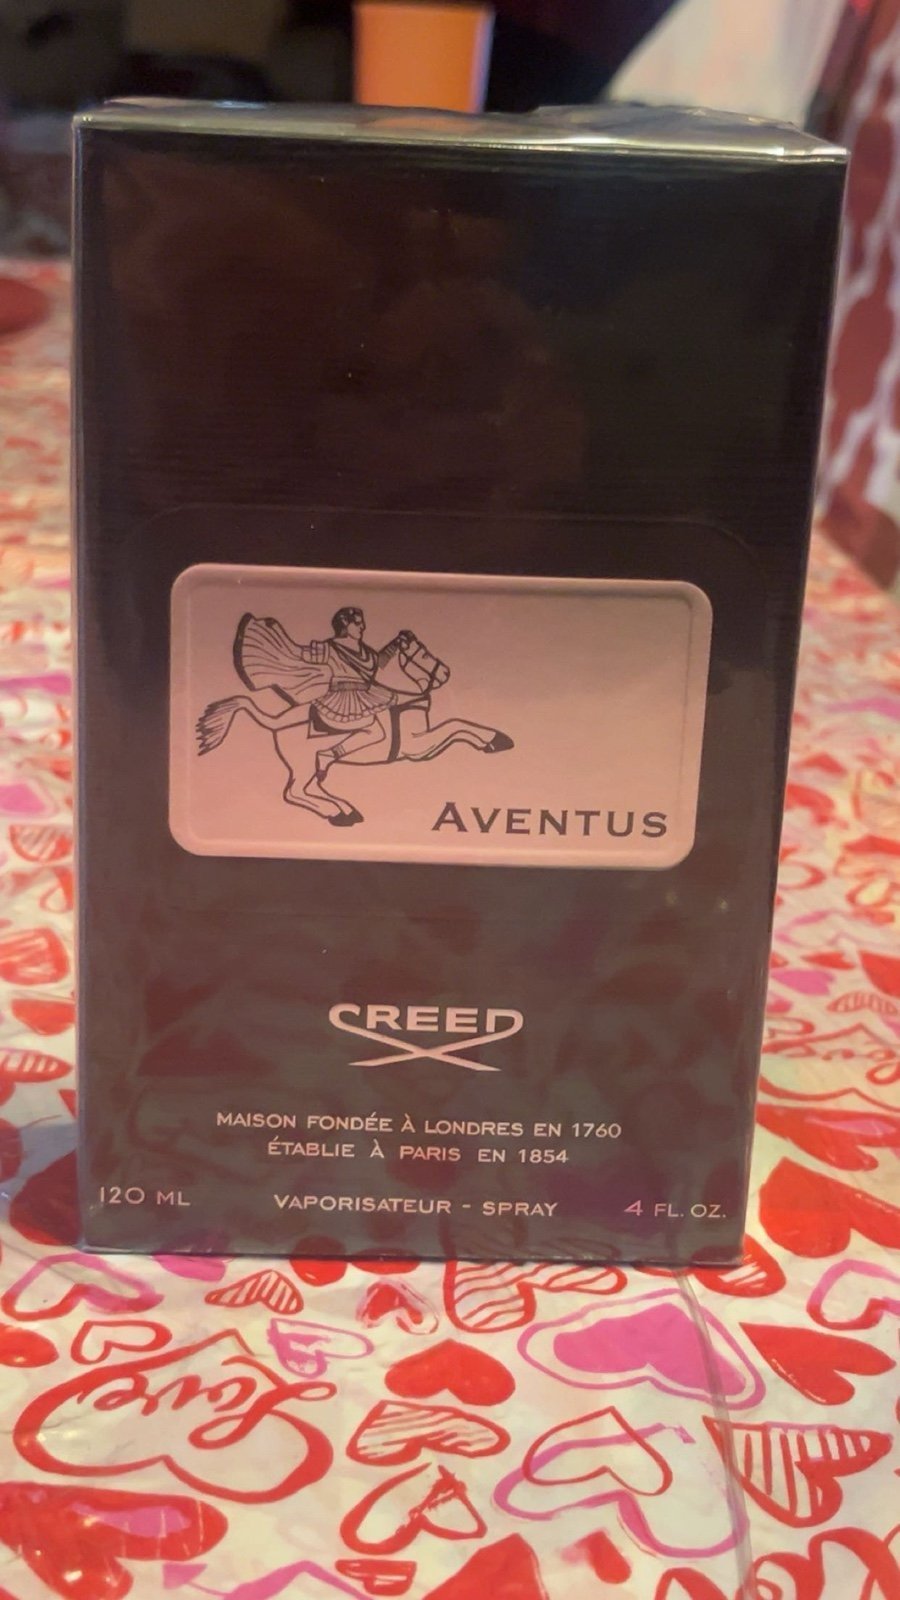 AVENTUS
CREED
MAISON FONDÉE À LONDRES EN 1760
ÉTABLIE À PARIS EN 1854
120 ML VAPORISATEUR - SPRAY 4 FL. OZ.
Love